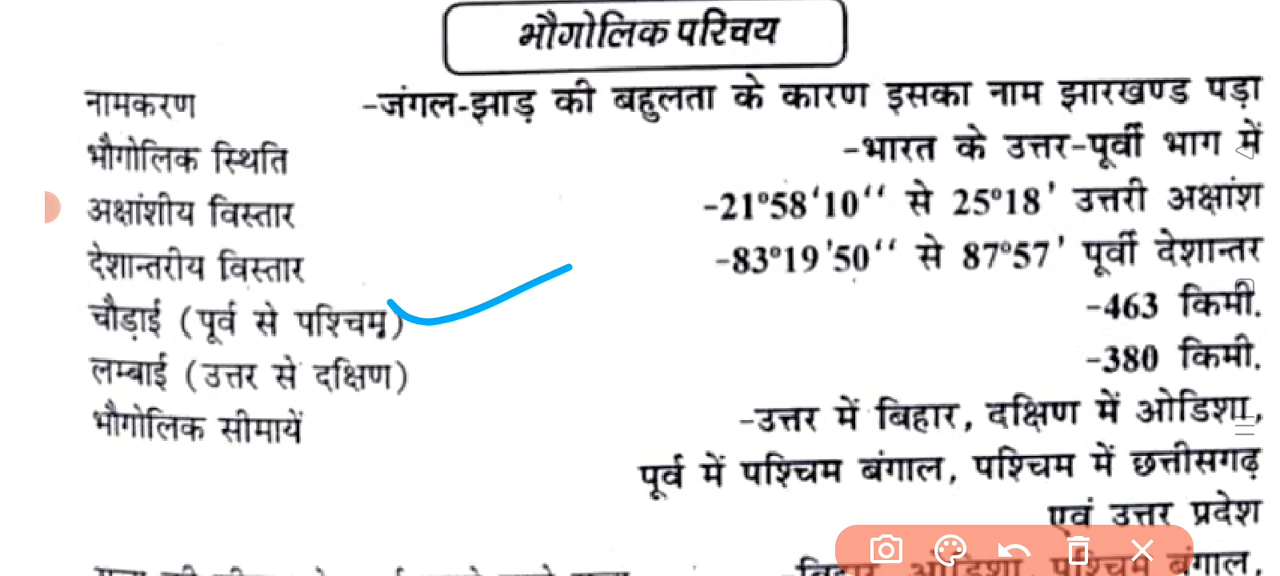 भौगोलिक परिचय
नामकरण -जंगल-झाड़ की बहुलता के कारण इसका नाम झारखण्ड पड़ा
भौगोलिक स्थिति -भारत के उत्तर-पूर्वी भाग में
अक्षांशीय विस्तार -21°58‘10‘‘ से 25°18' उत्तरी अक्षांश
देशान्तरीय विस्तार -83°19'50‘‘ से 87°57' पूर्वी देशान्तर
चौड़ाई (पूर्व से पश्चिम) -463 किमी.
लम्बाई (उत्तर से दक्षिण) -380 किमी.
भौगोलिक सीमायें -उत्तर में बिहार, दक्षिण में ओडिशा,
पूर्व में पश्चिम बंगाल, पश्चिम में छत्तीसगढ़
एवं उत्तर प्रदेश
-बिहार, ओडिशा, पश्चिम बंगाल,